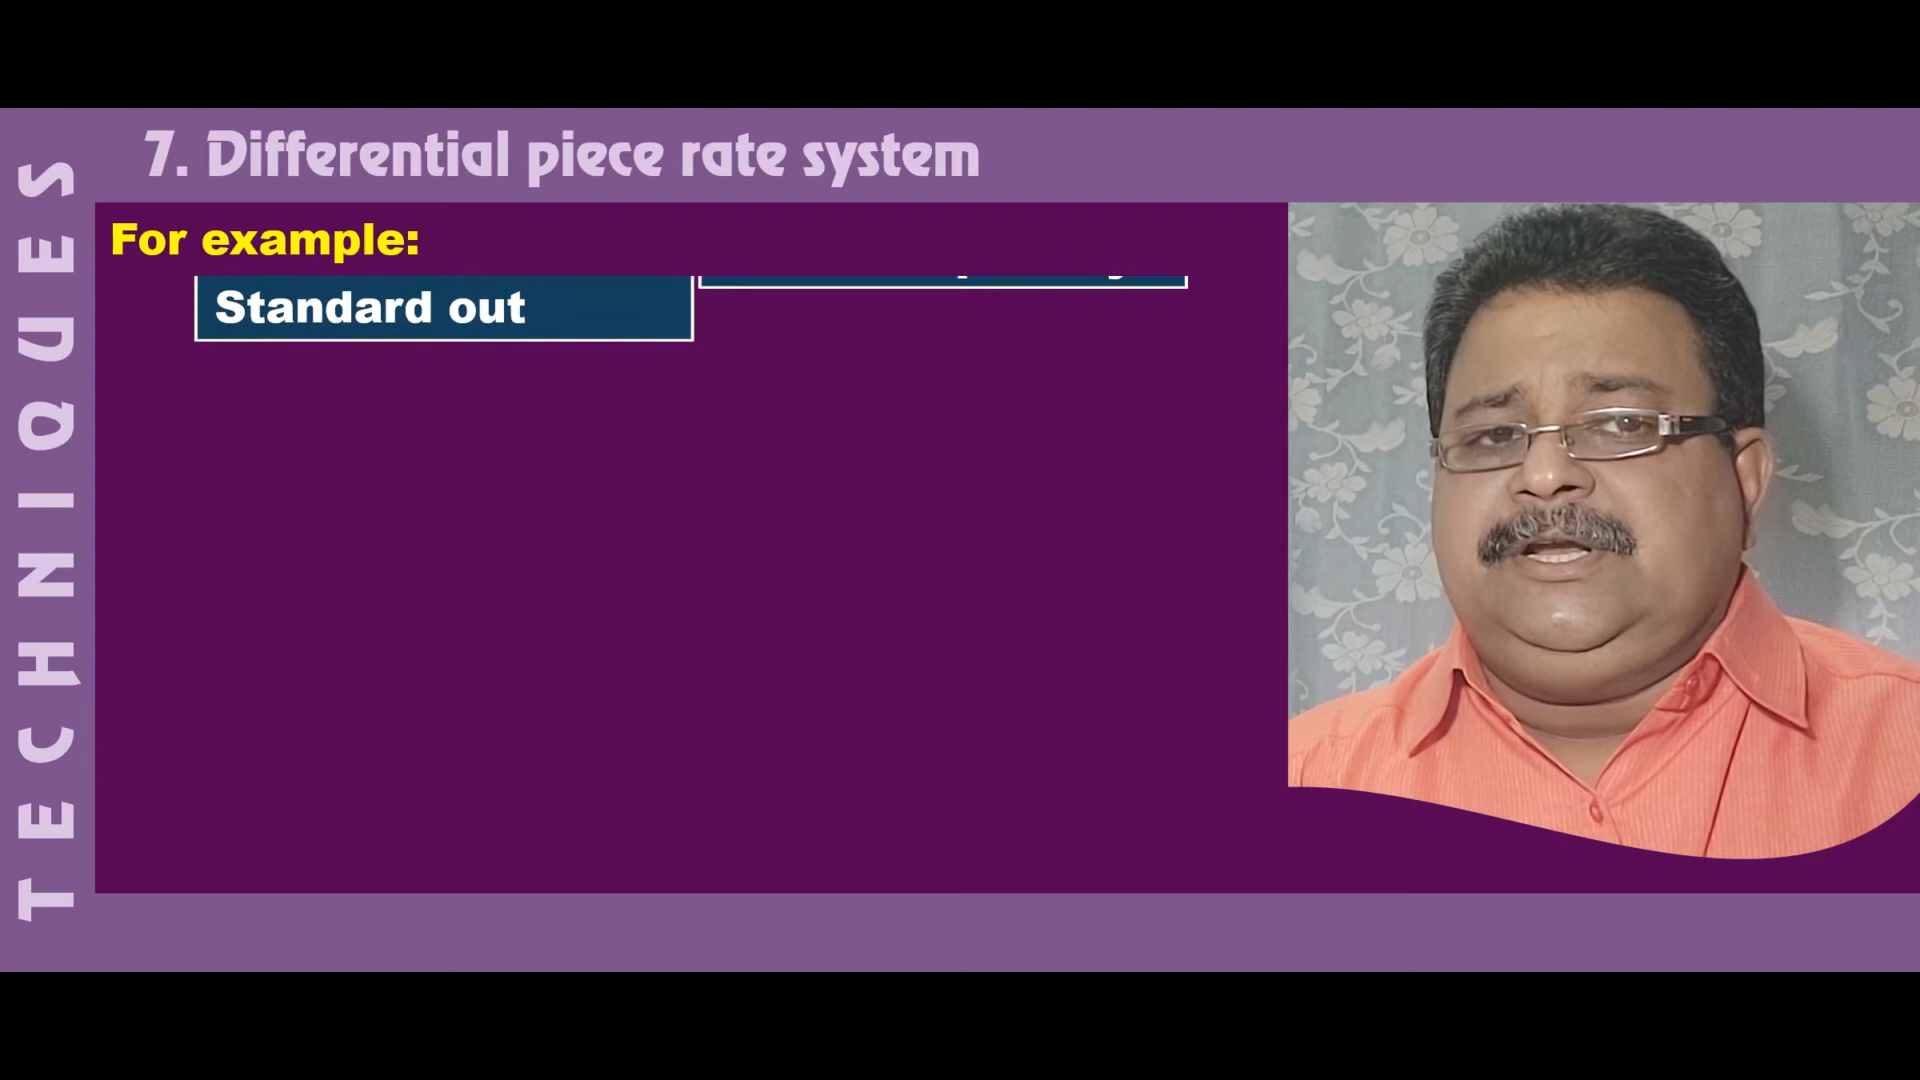 7. Differential piece rate system
TECHNIQUES
For example:
Standard out